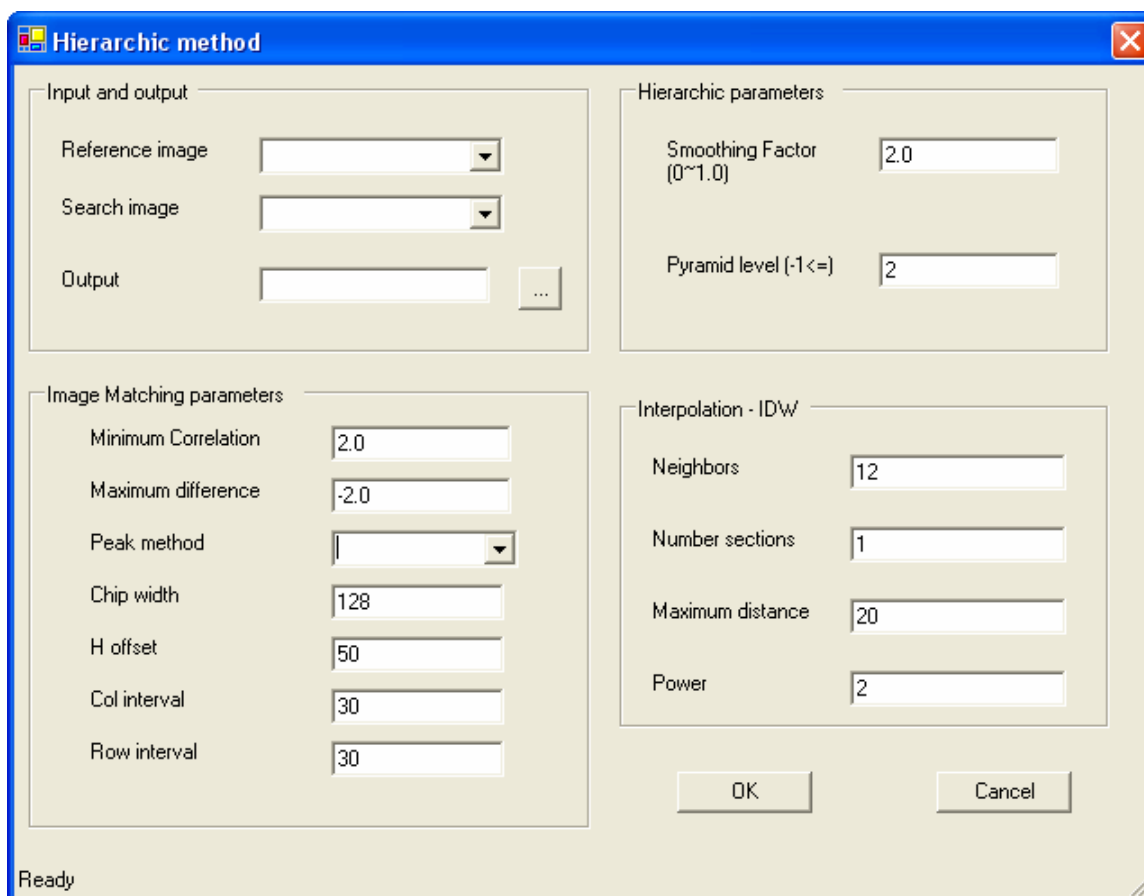 Hierarchic method
Input and output
Reference image
Search image
Output
...
Hierarchic parameters
Smoothing Factor
(0~1.0)
2.0
Pyramid level (-1<=)
2
Image Matching parameters
Minimum Correlation
2.0
Maximum difference
-2.0
Peak method
Chip width
128
H offset
50
Col interval
30
Row interval
30
Interpolation - IDW
Neighbors
12
Number sections
1
Maximum distance
20
Power
2
OK
Cancel
Ready